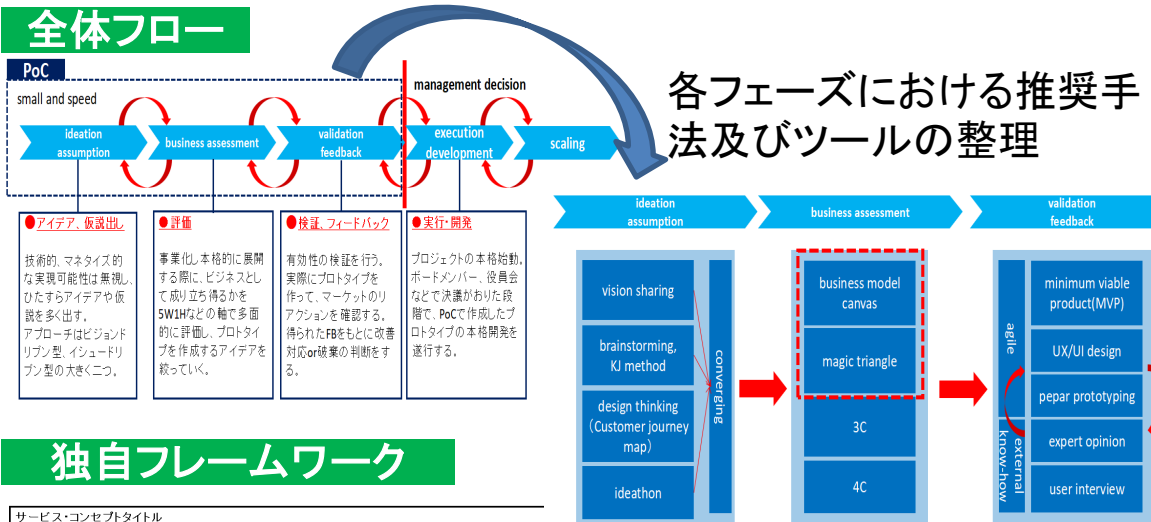 全体フロー
PoC
small and speed
management decision
ideation
assumption
business assessment
validation
feedback
execution
development
scaling
●アイデア、仮説出し
技術的、マネタイズ的
な実現可能性は無視し、
ひたすらアイデアや仮
説を多く出す。
アプローチはビジョンド
リブン型、イシュードリ
ブン型の大きく二つ。
●評価
事業化し本格的に展開
する際に、ビジネスとし
て成り立ち得るかを
5W1Hなどの軸で多面
的に評価し、プロトタイ
プを作成するアイデアを
絞っていく。
●検証、フィードバック
有効性の検証を行う。
実際にプロトタイプを
作って、マーケットのリ
アクションを確認する。
得られたFBをもとに改善
対応or破棄の判断をす
る。
●実行・開発
プロジェクトの本格始動。
ボードメンバー、役員会
などで決議がおりた段
階で、PoCで作成したプ
ロトタイプの本格開発を
遂行する。
各フェーズにおける推奨手
法及びツールの整理
ideation
assumption
business assessment
validation
feedback
vision sharing
brainstorming,
KJ method
design thinking
(Customer journey
map)
ideathon
converging
business model
canvas
magic triangle
3C
4C
agile
external
know-how
minimum viable
product(MVP)
UX/UI design
pepar prototyping
expert opinion
user interview
独自フレームワーク
サービス・コンセプトタイトル